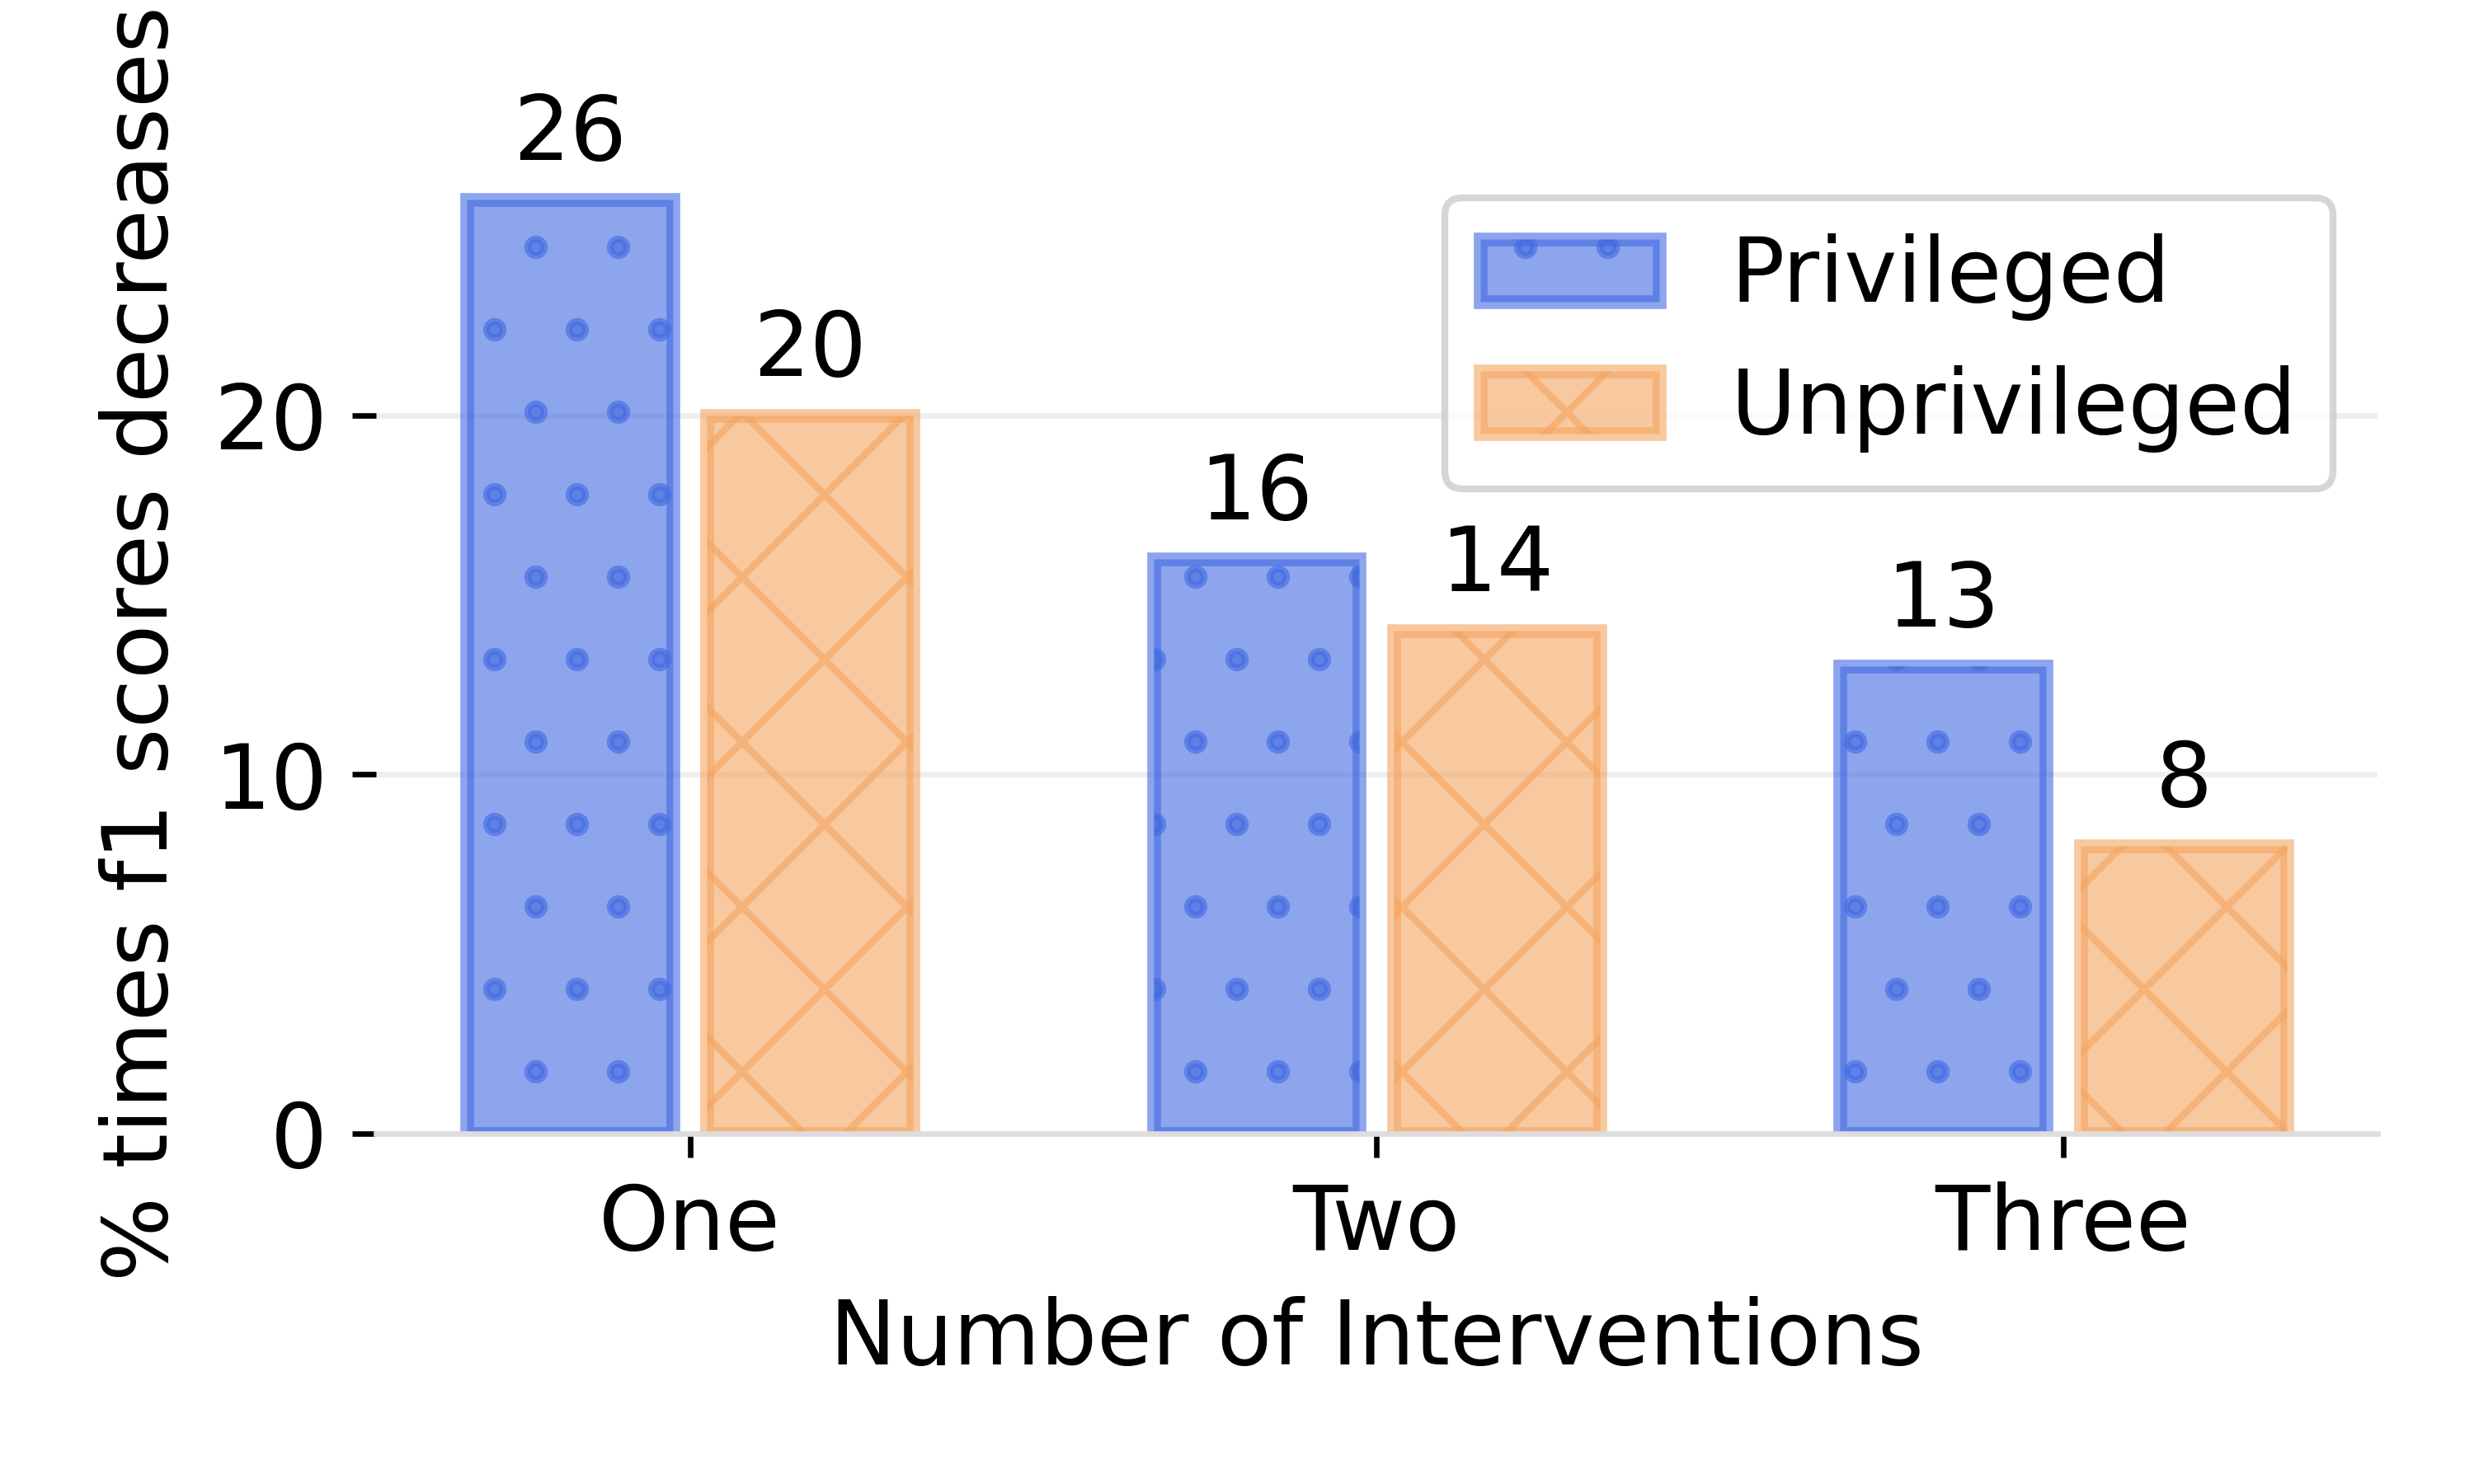 % times f1 scores decreases
20
10
0
26
20
16
14
13
8
Privileged
Unprivileged
One
Two
Three
Number of Interventions